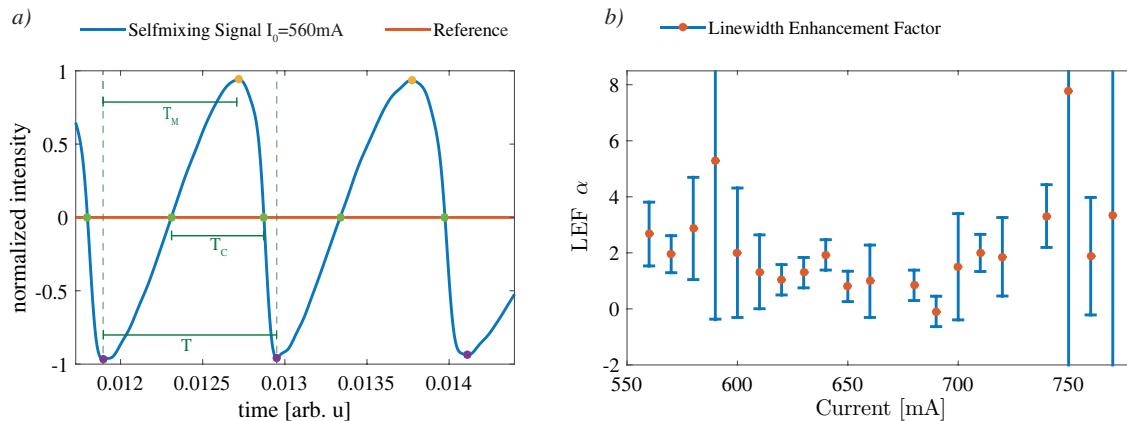 a)
Selfmixing Signal I₀=560mA
Reference
1
0.5
0
-0.5
-1
T_M
T_C
T
0.012
0.0125
0.013
0.0135
0.014
time [arb. u]
normalized intensity
b)
Linewidth Enhancement Factor
8
6
4
2
0
-2
550
600
650
700
750
Current [mA]
LEF α